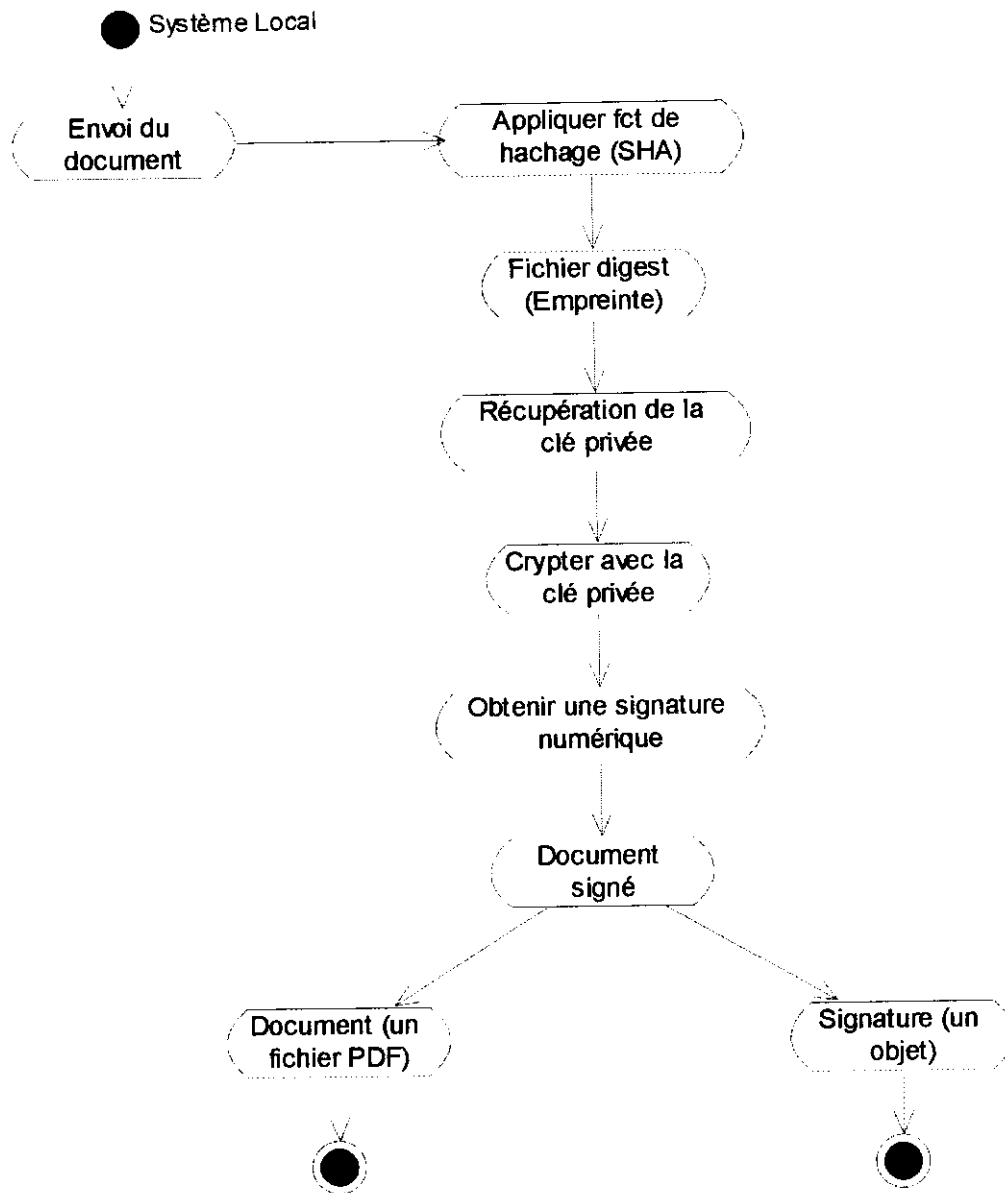 Système Local
Envoi du
document
Appliquer fct de
hachage (SHA)
Fichier digest
(Empreinte)
Récupération de la
clé privée
Crypter avec la
clé privée
Obtenir une signature
numérique
Document
signé
Document (un
fichier PDF)
Signature (un
objet)